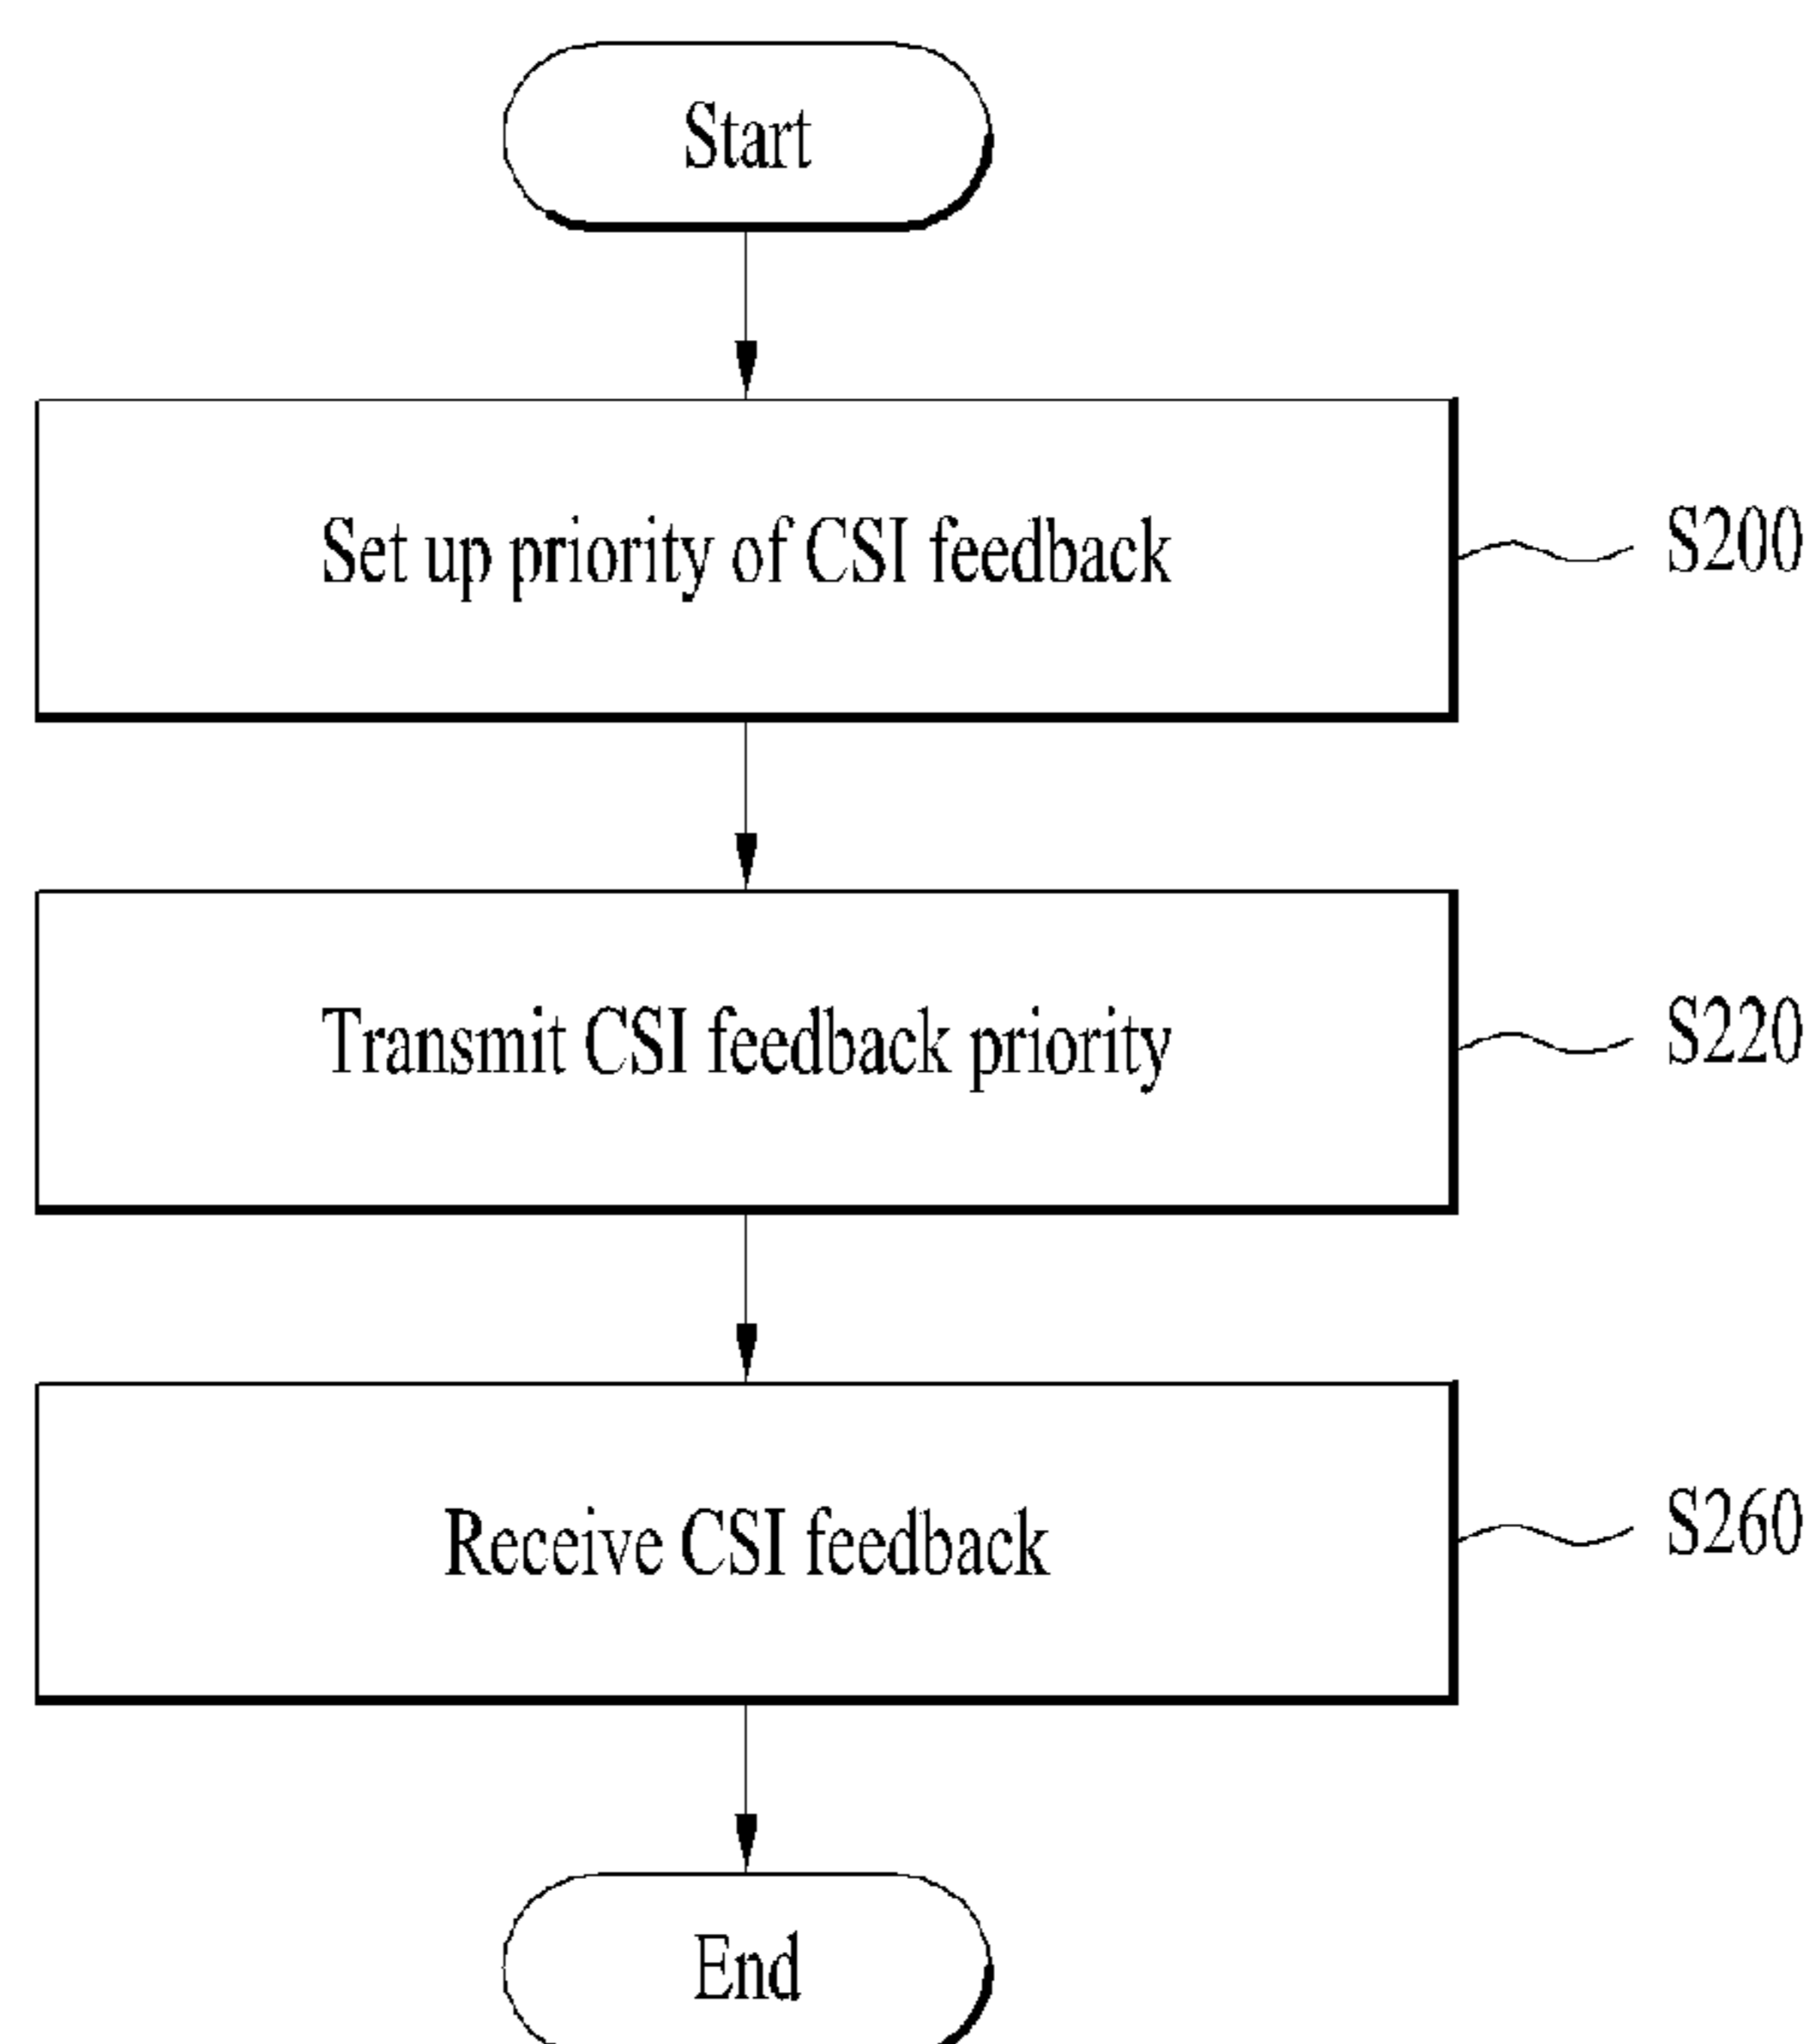 Start
Set up priority of CSI feedback
S200
Transmit CSI feedback priority
S220
Receive CSI feedback
S260
End